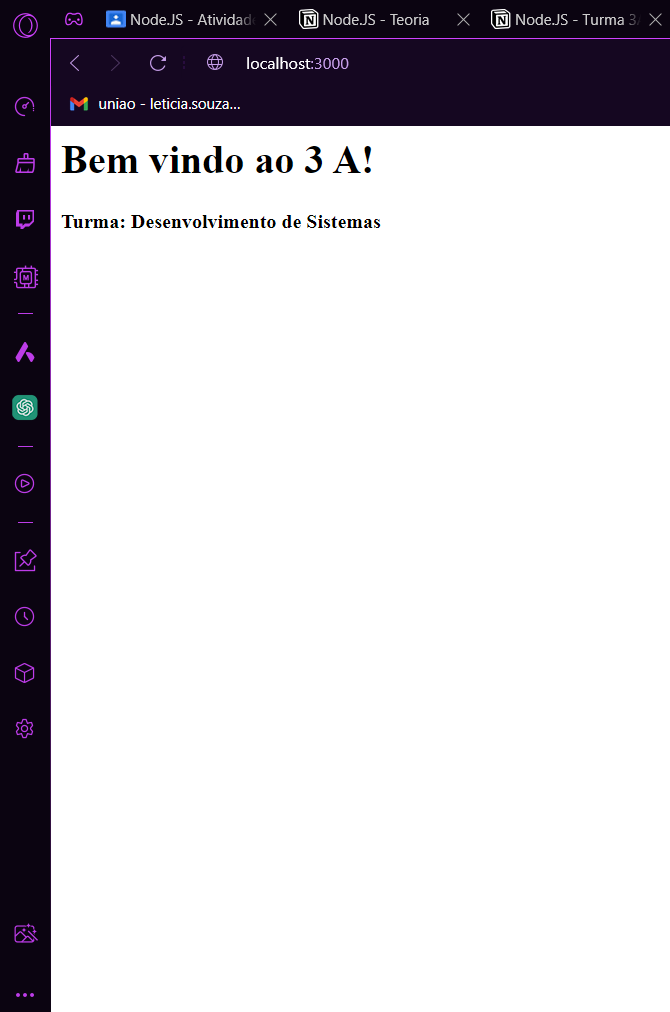 Node.JS - Atividad
Node.JS - Teoria
Node.JS - Turma 3A
localhost:3000
uniao - leticia.souza...
Bem vindo ao 3 A!
Turma: Desenvolvimento de Sistemas